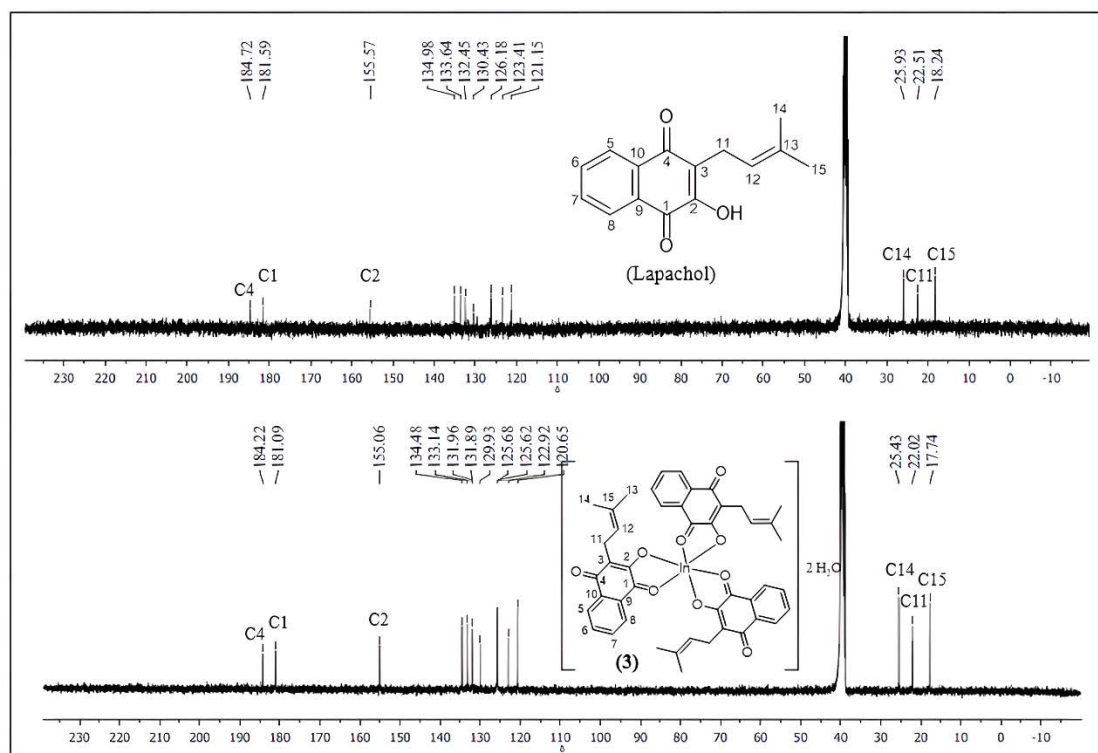 184.72
181.59
155.57
134.98
133.64
132.45
130.43
126.18
123.41
121.15
25.93
22.51
18.24
O
14
5
10
11
6
4
13
3
15
7
9
12
1
2
8
OH
O
(Lapachol)
C4
C1
C2
C14
C11
C15
230 220 210 200 190 180 170 160 150 140 130 120 110 100 90 80 70 60 50 40 30 20 10 0 -10
δ
184.22
181.09
155.06
134.48
133.14
131.96
131.89
129.93
125.68
125.62
122.92
120.65
25.43
22.02
17.74
O
14
15
13
12
11
O
O
3
2
O
O
O
4
1
In
O
10
9
O
5
8
O
6
7
O
(3)
2 H₂O
C4
C1
C2
C14
C11
C15
230 220 210 200 190 180 170 160 150 140 130 120 110 100 90 80 70 60 50 40 30 20 10 0 -10
δ